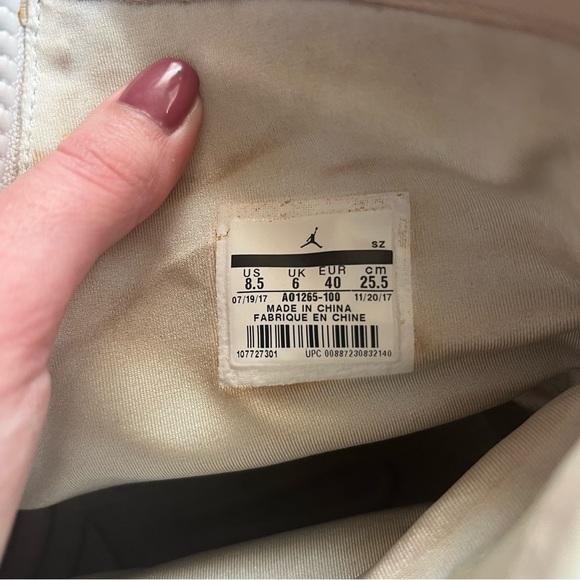 SZ
US UK EUR cm
8.5 6 40 25.5
07/19/17 AO1265-100 11/20/17
MADE IN CHINA
FABRIQUE EN CHINE
107727301 UPC 00887230832140